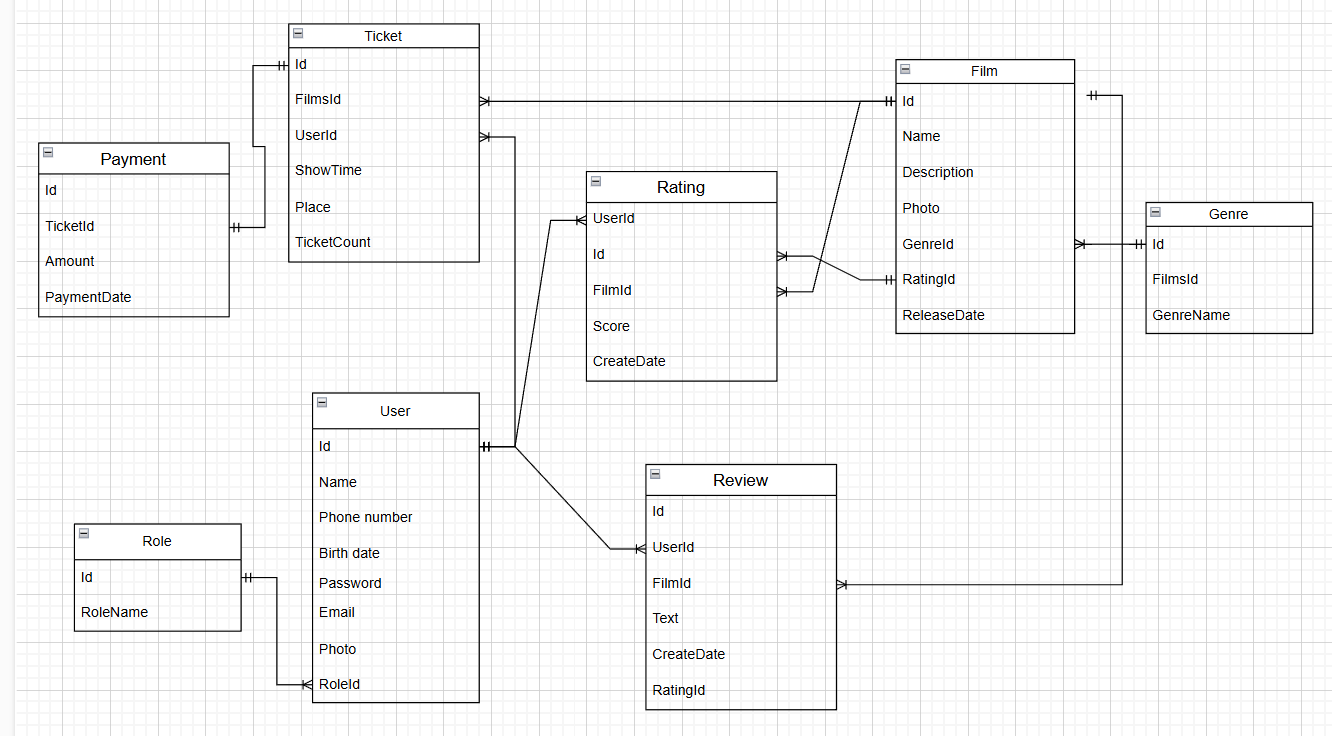 Ticket
Id
FilmsId
UserId
ShowTime
Place
TicketCount
Payment
Id
TicketId
Amount
PaymentDate
Rating
UserId
Id
FilmId
Score
CreateDate
Film
Id
Name
Description
Photo
GenreId
RatingId
ReleaseDate
Genre
Id
FilmsId
GenreName
User
Id
Name
Phone number
Birth date
Password
Email
Photo
RoleId
Role
Id
RoleName
Review
Id
UserId
FilmId
Text
CreateDate
RatingId